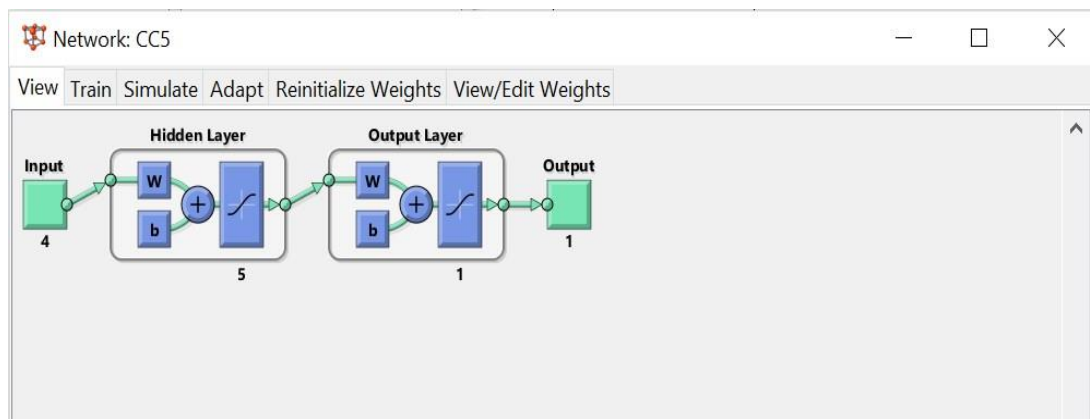 Network: CC5
View Train Simulate Adapt Reinitialize Weights View/Edit Weights
Hidden Layer Output Layer
Input Output
W W
b b
4 1
5 1